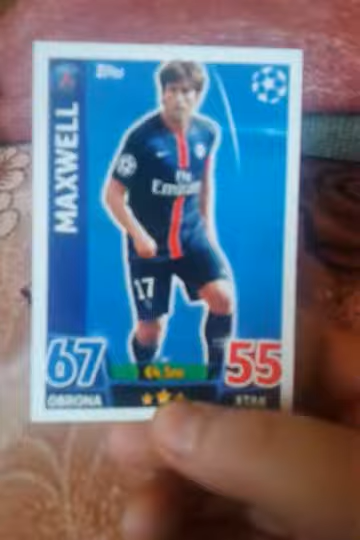 Topps
MAXWELL
Fly
Emirates
17
67
55
OBRONA
ATAK